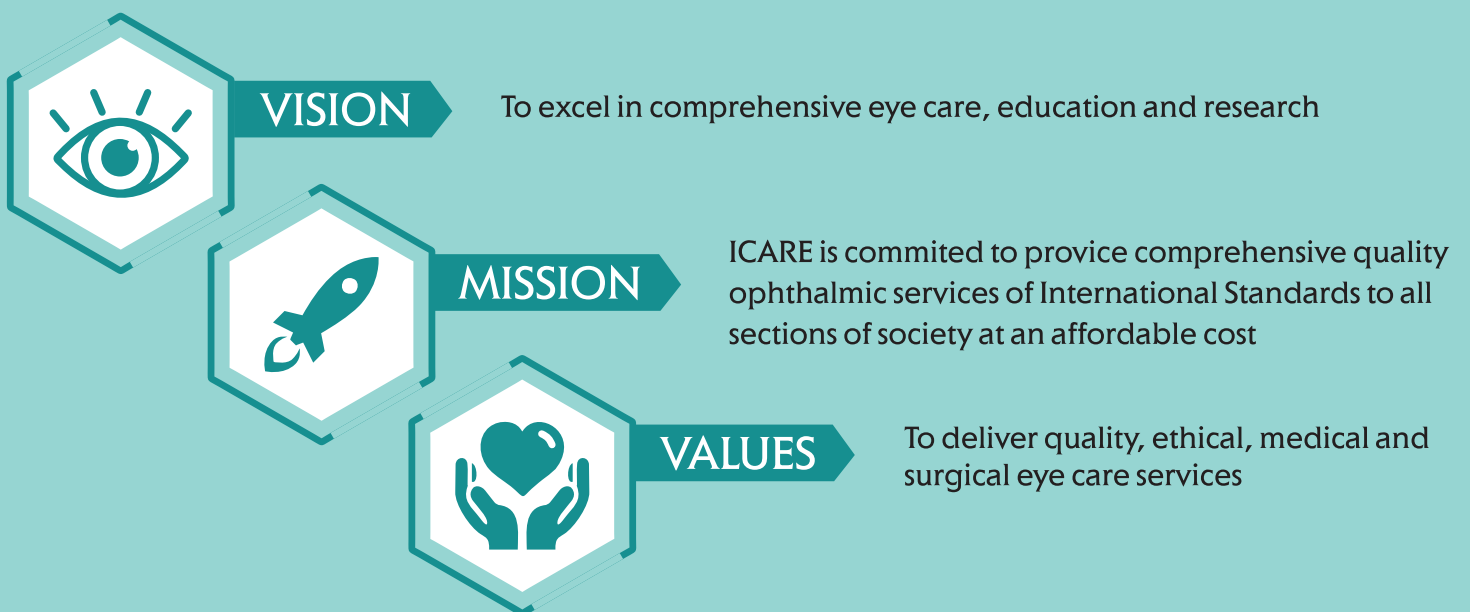 VISION
To excel in comprehensive eye care, education and research
MISSION
ICARE is commited to provice comprehensive quality
ophthalmic services of International Standards to all
sections of society at an affordable cost
VALUES
To deliver quality, ethical, medical and
surgical eye care services